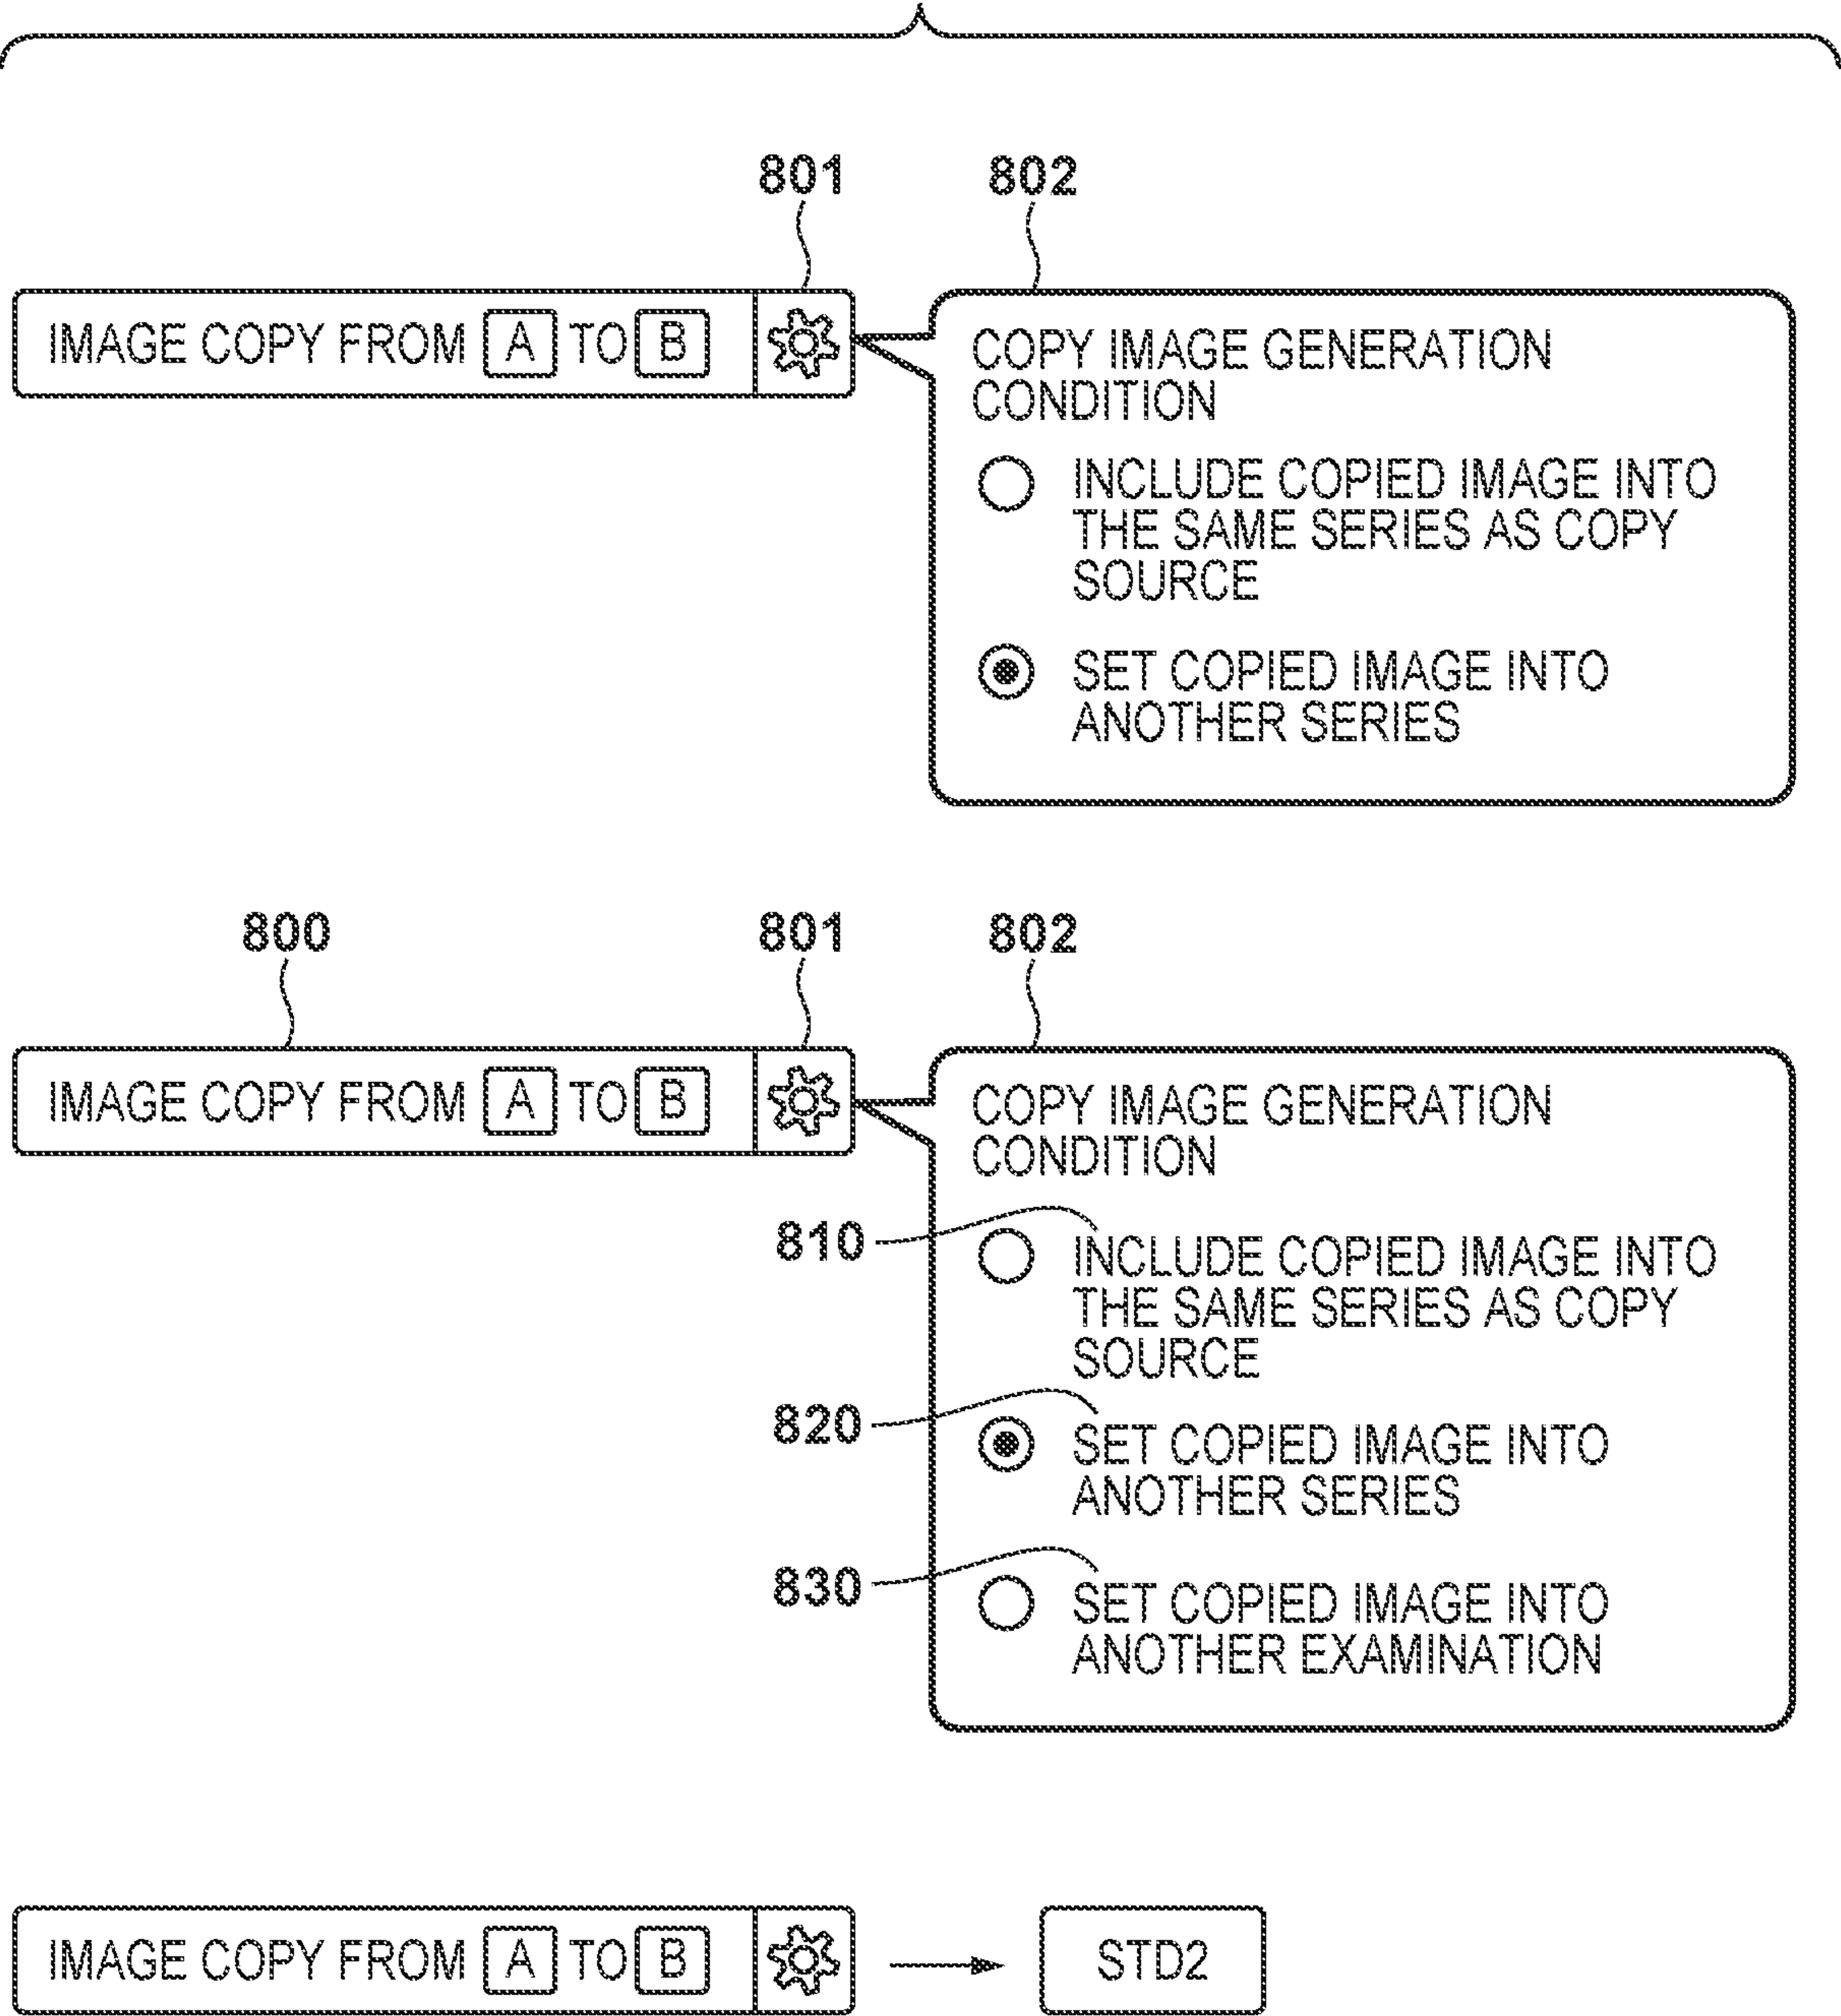 801 802
IMAGE COPY FROM A TO B
COPY IMAGE GENERATION
CONDITION
INCLUDE COPIED IMAGE INTO
THE SAME SERIES AS COPY
SOURCE
SET COPIED IMAGE INTO
ANOTHER SERIES
800 801 802
IMAGE COPY FROM A TO B
COPY IMAGE GENERATION
CONDITION
810 INCLUDE COPIED IMAGE INTO
THE SAME SERIES AS COPY
SOURCE
820 SET COPIED IMAGE INTO
ANOTHER SERIES
830 SET COPIED IMAGE INTO
ANOTHER EXAMINATION
IMAGE COPY FROM A TO B STD2